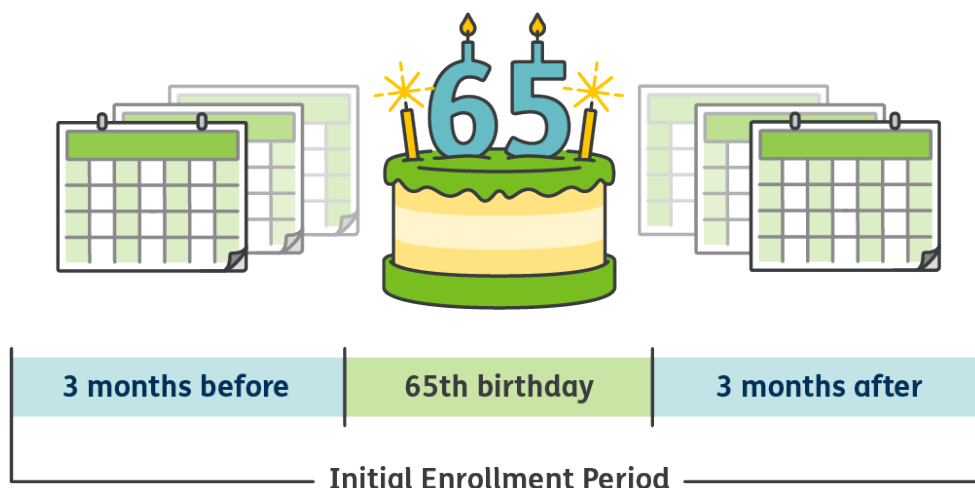 65
3 months before
65th birthday
3 months after
Initial Enrollment Period